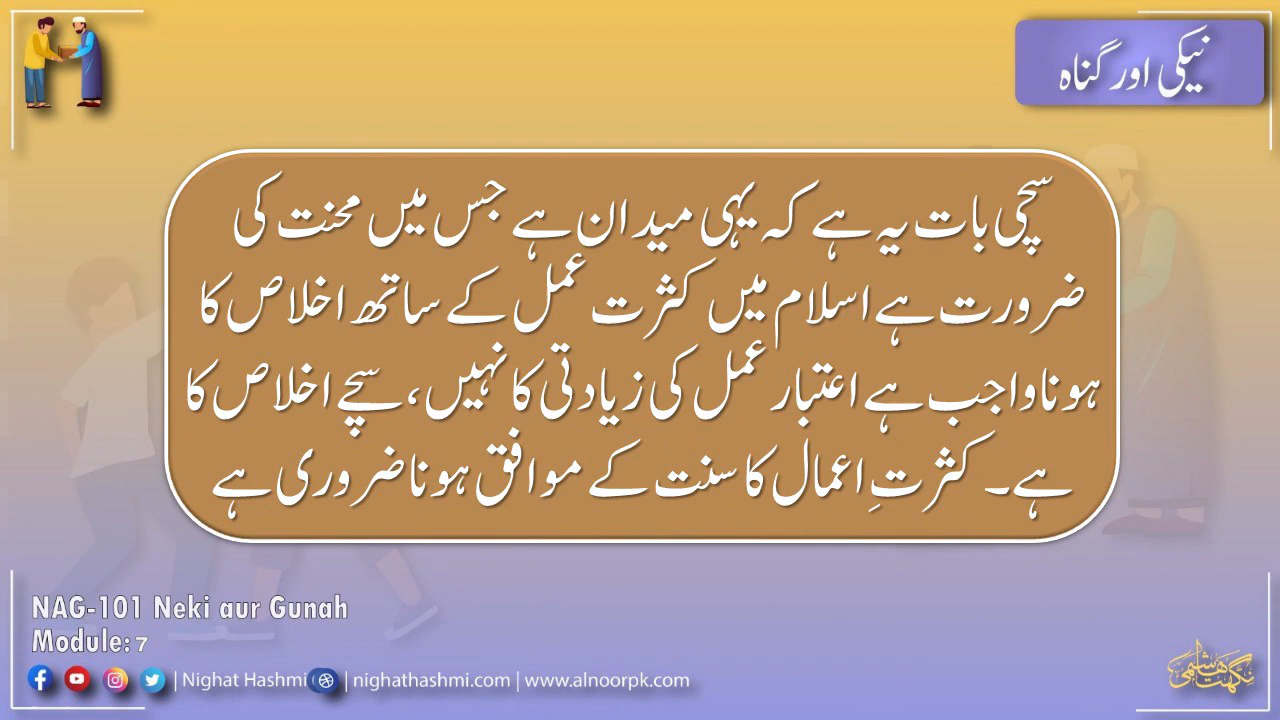 نیکی اور گناہ
سچی بات یہ ہے کہ یہی میدان ہے جس میں محنت کی
ضرورت ہے اسلام میں کثرت عمل کے ساتھ اخلاص کا
ہونا واجب ہے اعتبار عمل کی زیادتی کا نہیں، سچے اخلاص کا
ہے۔ کثرتِ اعمال کا سنت کے موافق ہونا ضروری ہے
NAG-101 Neki aur Gunah
Module: 7
| Nighat Hashmi | nighathashmi.com | www.alnoorpk.com
نگہت ہاشمی